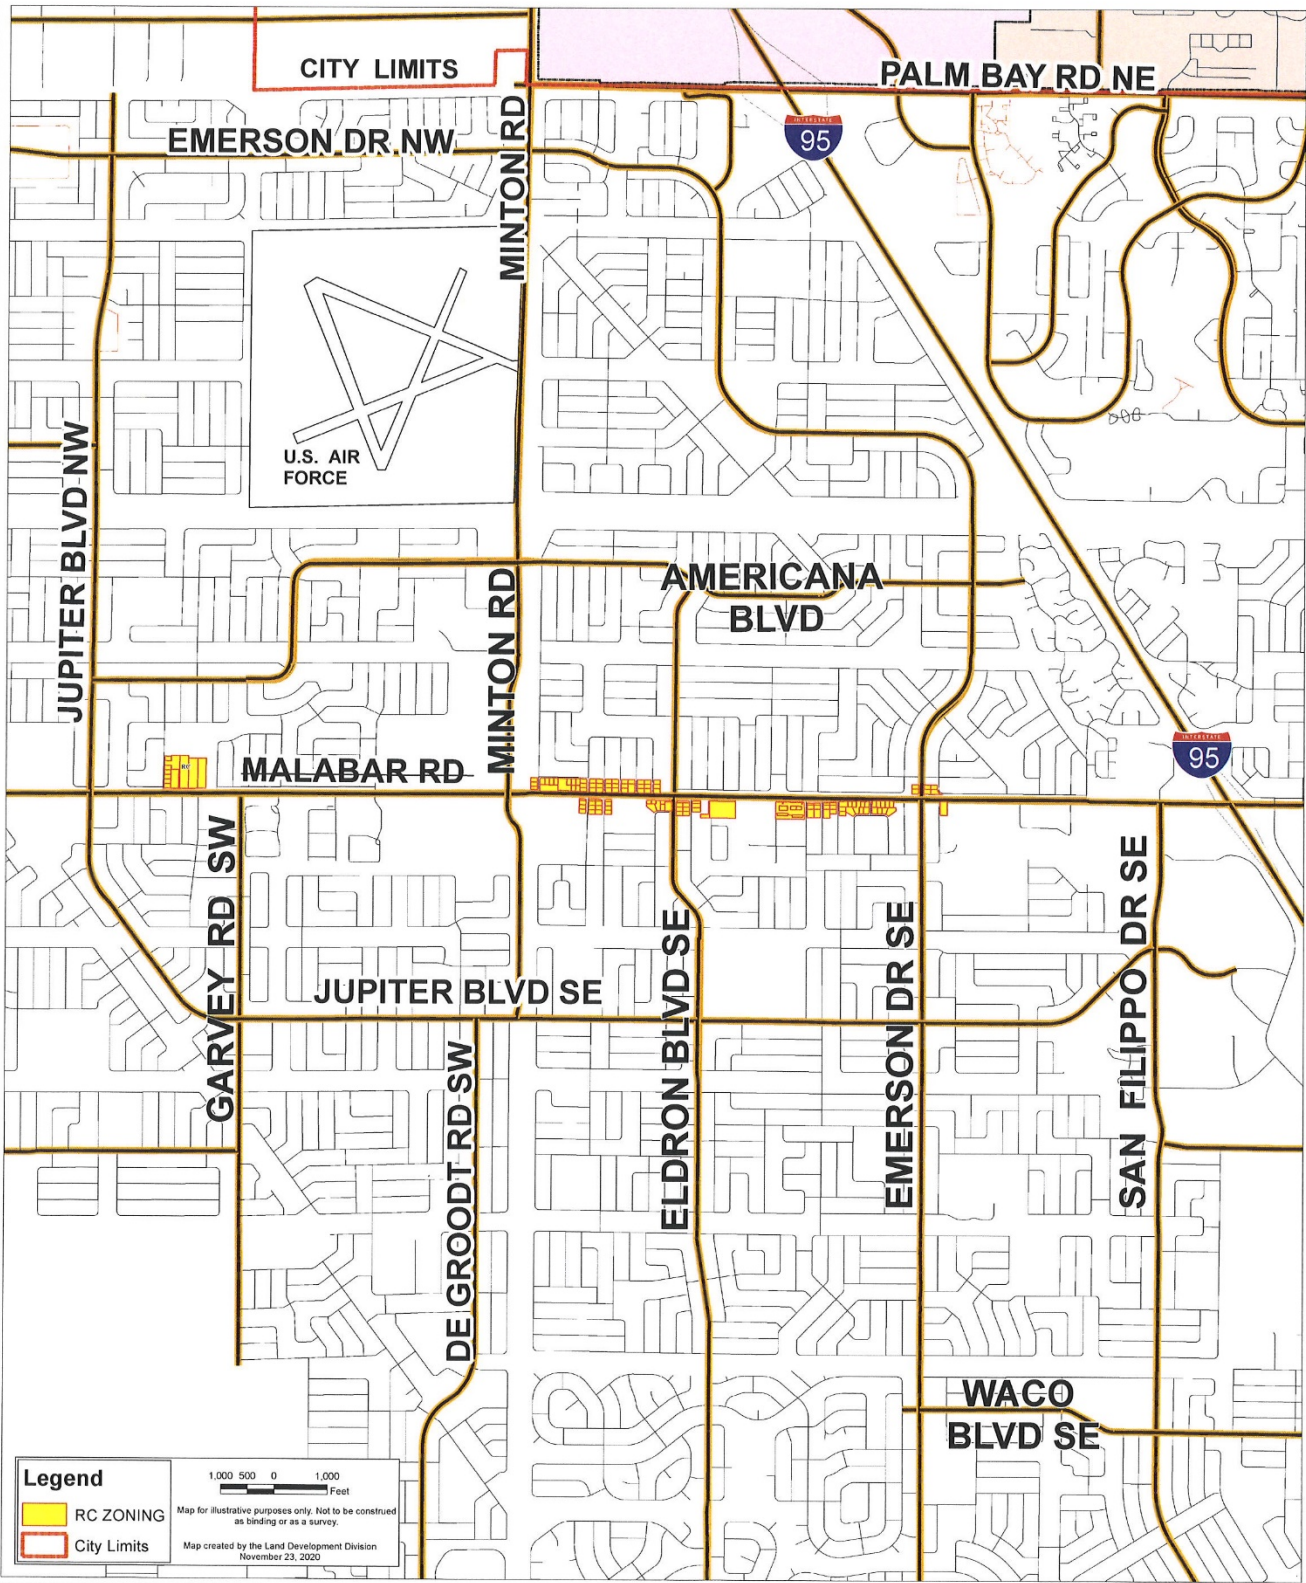 CITY LIMITS
PALM BAY RD NE
EMERSON DR NW
MINTON RD
INTERSTATE
95
U.S. AIR
FORCE
JUPITER BLVD NW
AMERICANA
BLVD
MINTON RD
INTERSTATE
95
RC
MALABAR RD
GARVEY RD SW
SAN FILIPPO DR SE
EMERSON DR SE
ELDRON BLVD SE
JUPITER BLVD SE
DE GROODT RD SW
WACO
BLVD SE
Legend
RC ZONING
City Limits
1,000 500 0 1,000
Feet
Map for illustrative purposes only. Not to be construed
as binding or as a survey.
Map created by the Land Development Division
November 23, 2020